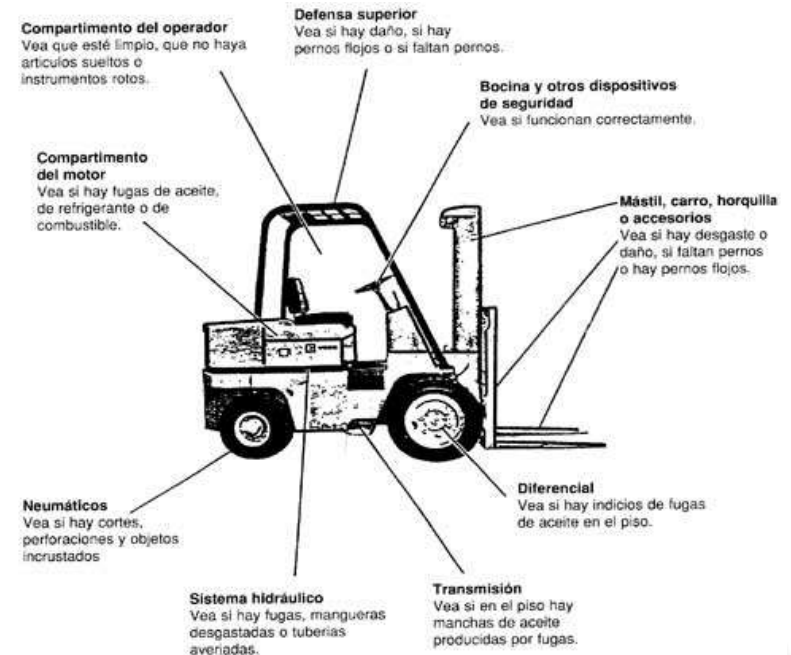 Compartimento del operador
Vea que esté limpio, que no haya
articulos sueltos o
instrumentos rotos.
Defensa superior
Vea si hay daño, si hay
pernos flojos o si faltan pernos.
Bocina y otros dispositivos
de seguridad
Vea si funcionan correctamente.
Compartimento
del motor
Vea si hay fugas de aceite,
de refrigerante o de
combustible.
Mástil, carro, horquilla
o accesorios
Vea si hay desgaste o
daño, si faltan pernos
o hay pernos flojos.
Neumáticos
Vea si hay cortes,
perforaciones y objetos
incrustados
Diferencial
Vea si hay indicios de fugas
de aceite en el piso.
Sistema hidráulico
Vea si hay fugas, mangueras
desgastadas o tuberias
averiadas.
Transmisión
Vea si en el piso hay
manchas de aceite
producidas por fugas.